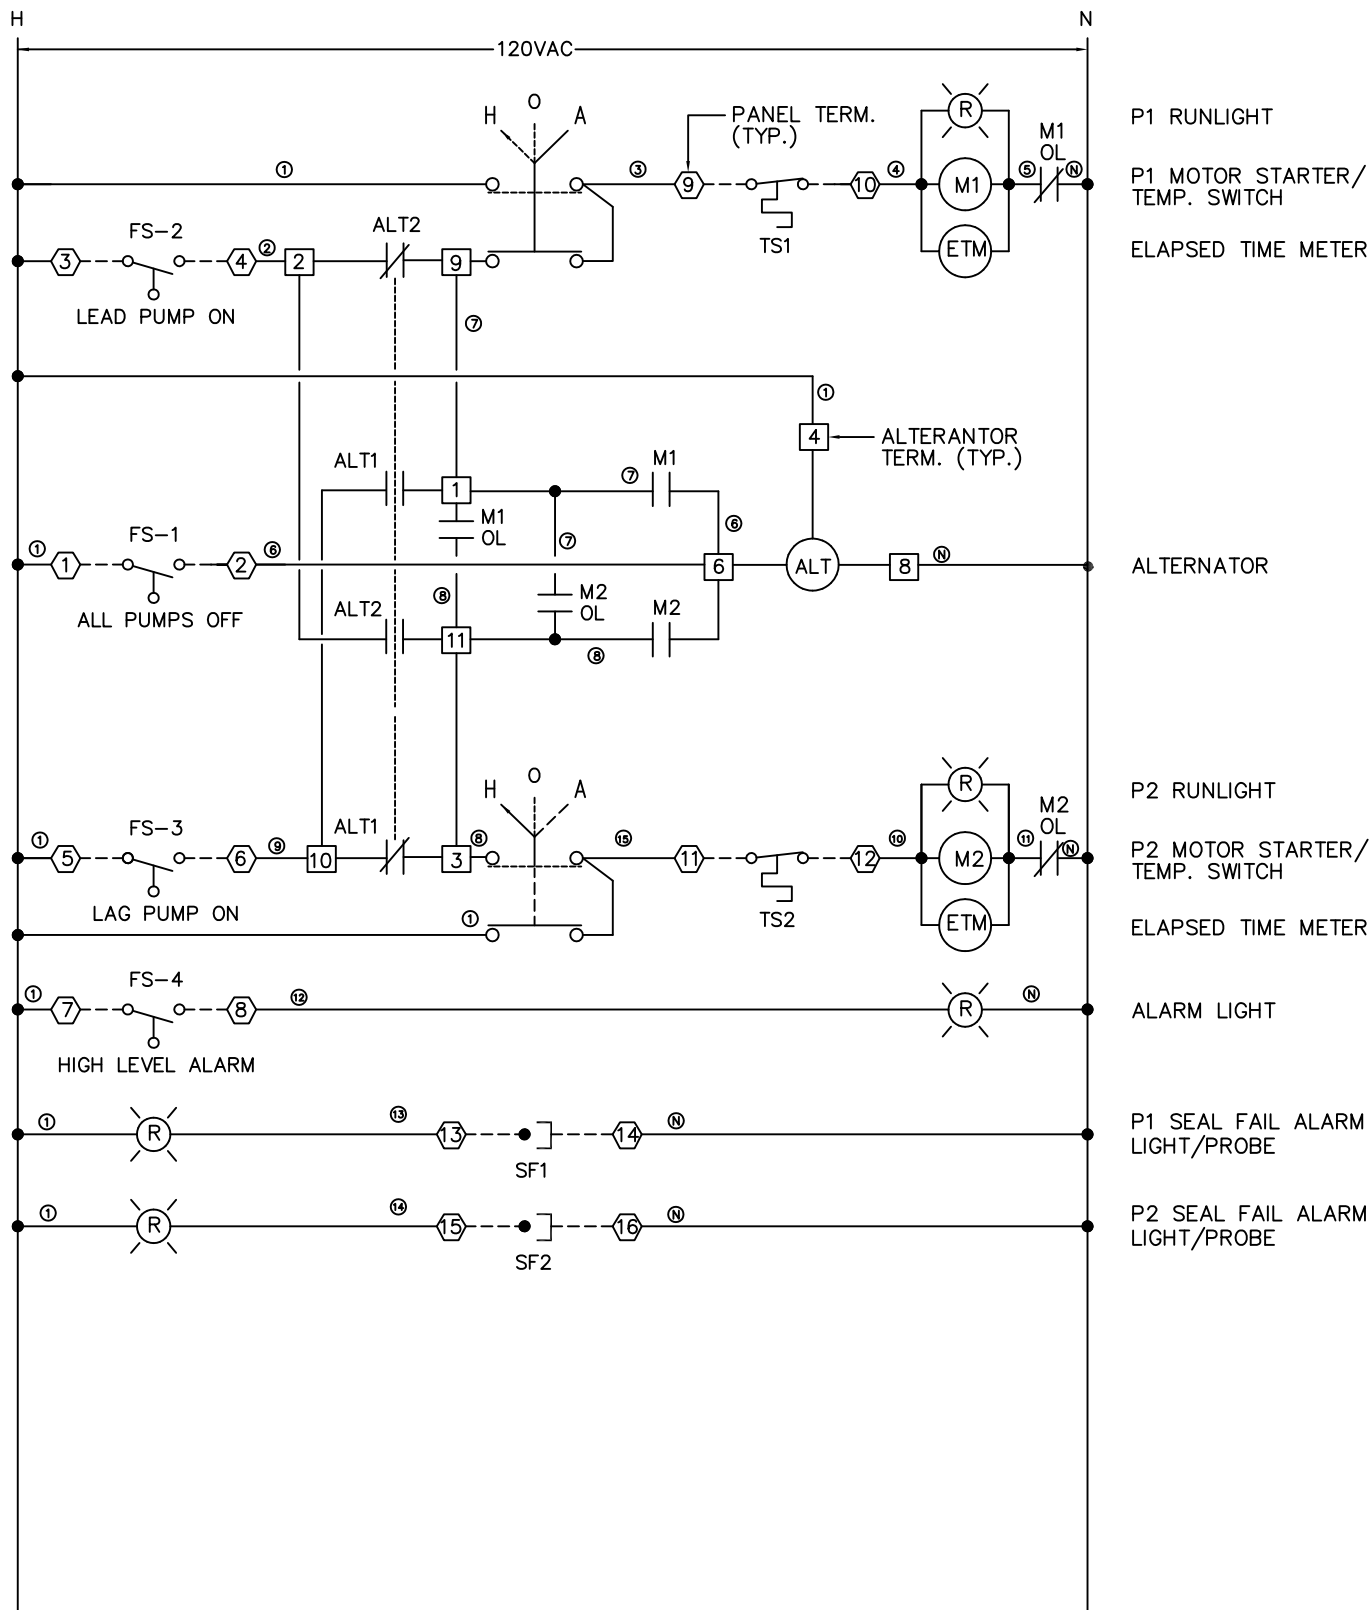 H
N
120VAC
H O A
PANEL TERM.
(TYP.)
R
M1
OL
P1 RUNLIGHT
1
3
9
TS1
10
4
M1
5
N
P1 MOTOR STARTER/
TEMP. SWITCH
FS-2
3
4
2
2
ALT2
9
ETM
ELAPSED TIME METER
LEAD PUMP ON
7
1
4
ALTERANTOR
TERM. (TYP.)
ALT1
1
7
M1
M1
OL
6
7
FS-1
1
1
2
6
6
ALT
8
N
ALTERNATOR
ALL PUMPS OFF
8
M2
OL
ALT2
11
M2
8
H O A
R
M2
OL
P2 RUNLIGHT
FS-3
1
5
6
9
10
ALT1
3
8
15
11
TS2
12
10
M2
11
N
P2 MOTOR STARTER/
TEMP. SWITCH
LAG PUMP ON
1
ETM
ELAPSED TIME METER
FS-4
1
7
8
12
R
N
ALARM LIGHT
HIGH LEVEL ALARM
1
R
13
13
SF1
14
N
P1 SEAL FAIL ALARM
LIGHT/PROBE
1
R
14
15
SF2
16
N
P2 SEAL FAIL ALARM
LIGHT/PROBE